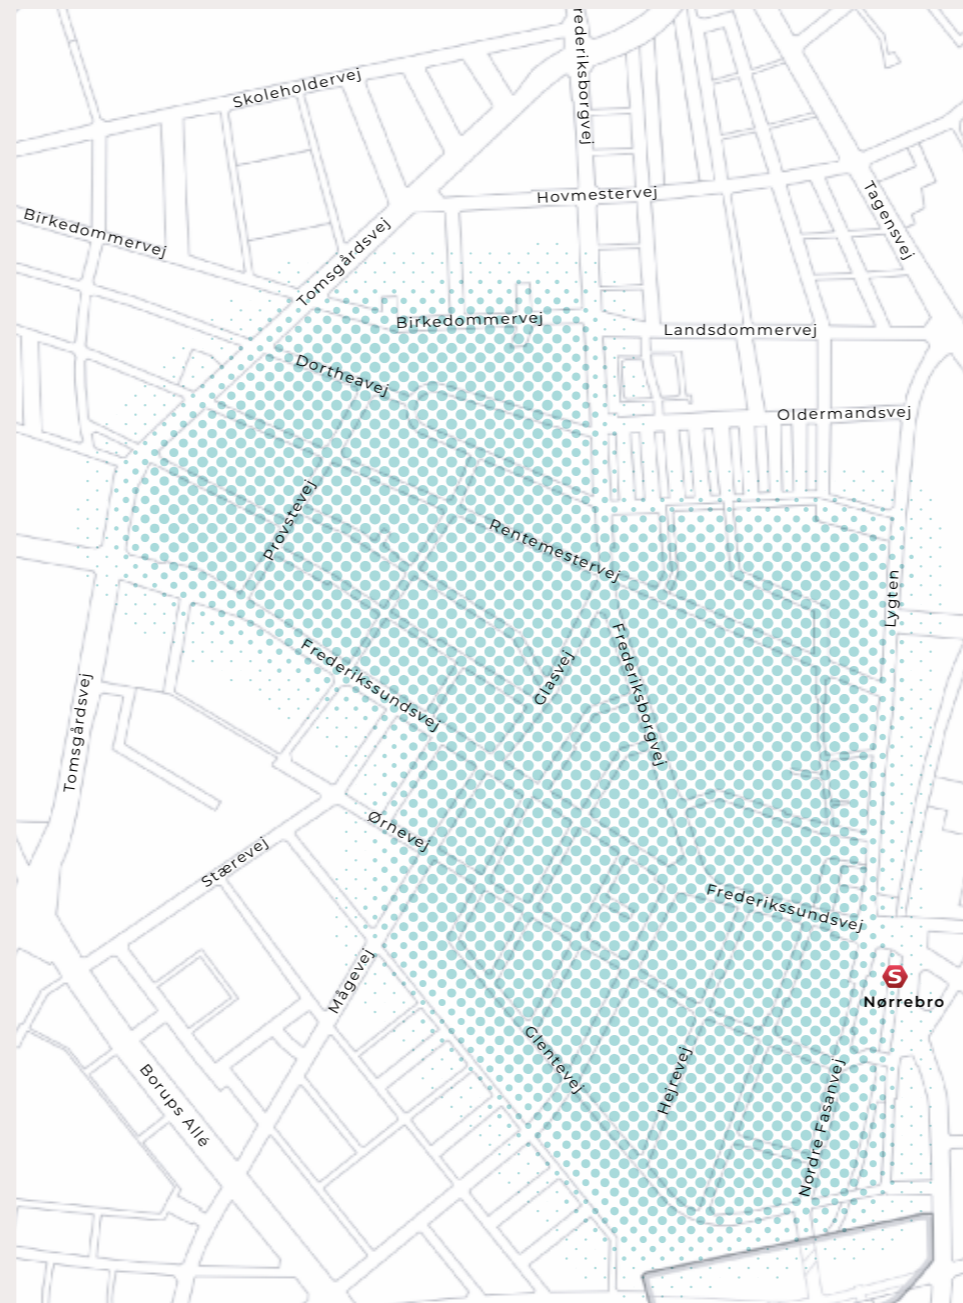 rederiksborgvej
Skoleholdervej
Hovmestervej
Tagensvej
Birkedommervej
Tomsgårdsvej
Birkedommervej
Landsdommervej
Dortheavej
Oldermandsvej
Provstevej
Rentemestervej
Lygten
Frederikssundsvej
Glasvej
Frederiksborgvej
Tomsgårdsvej
Ørnevej
Stærevej
Frederikssundsvej
Mågevej
S
Nørrebro
Glentevej
Hejrevej
Nordre Fasanvej
Borups Allé